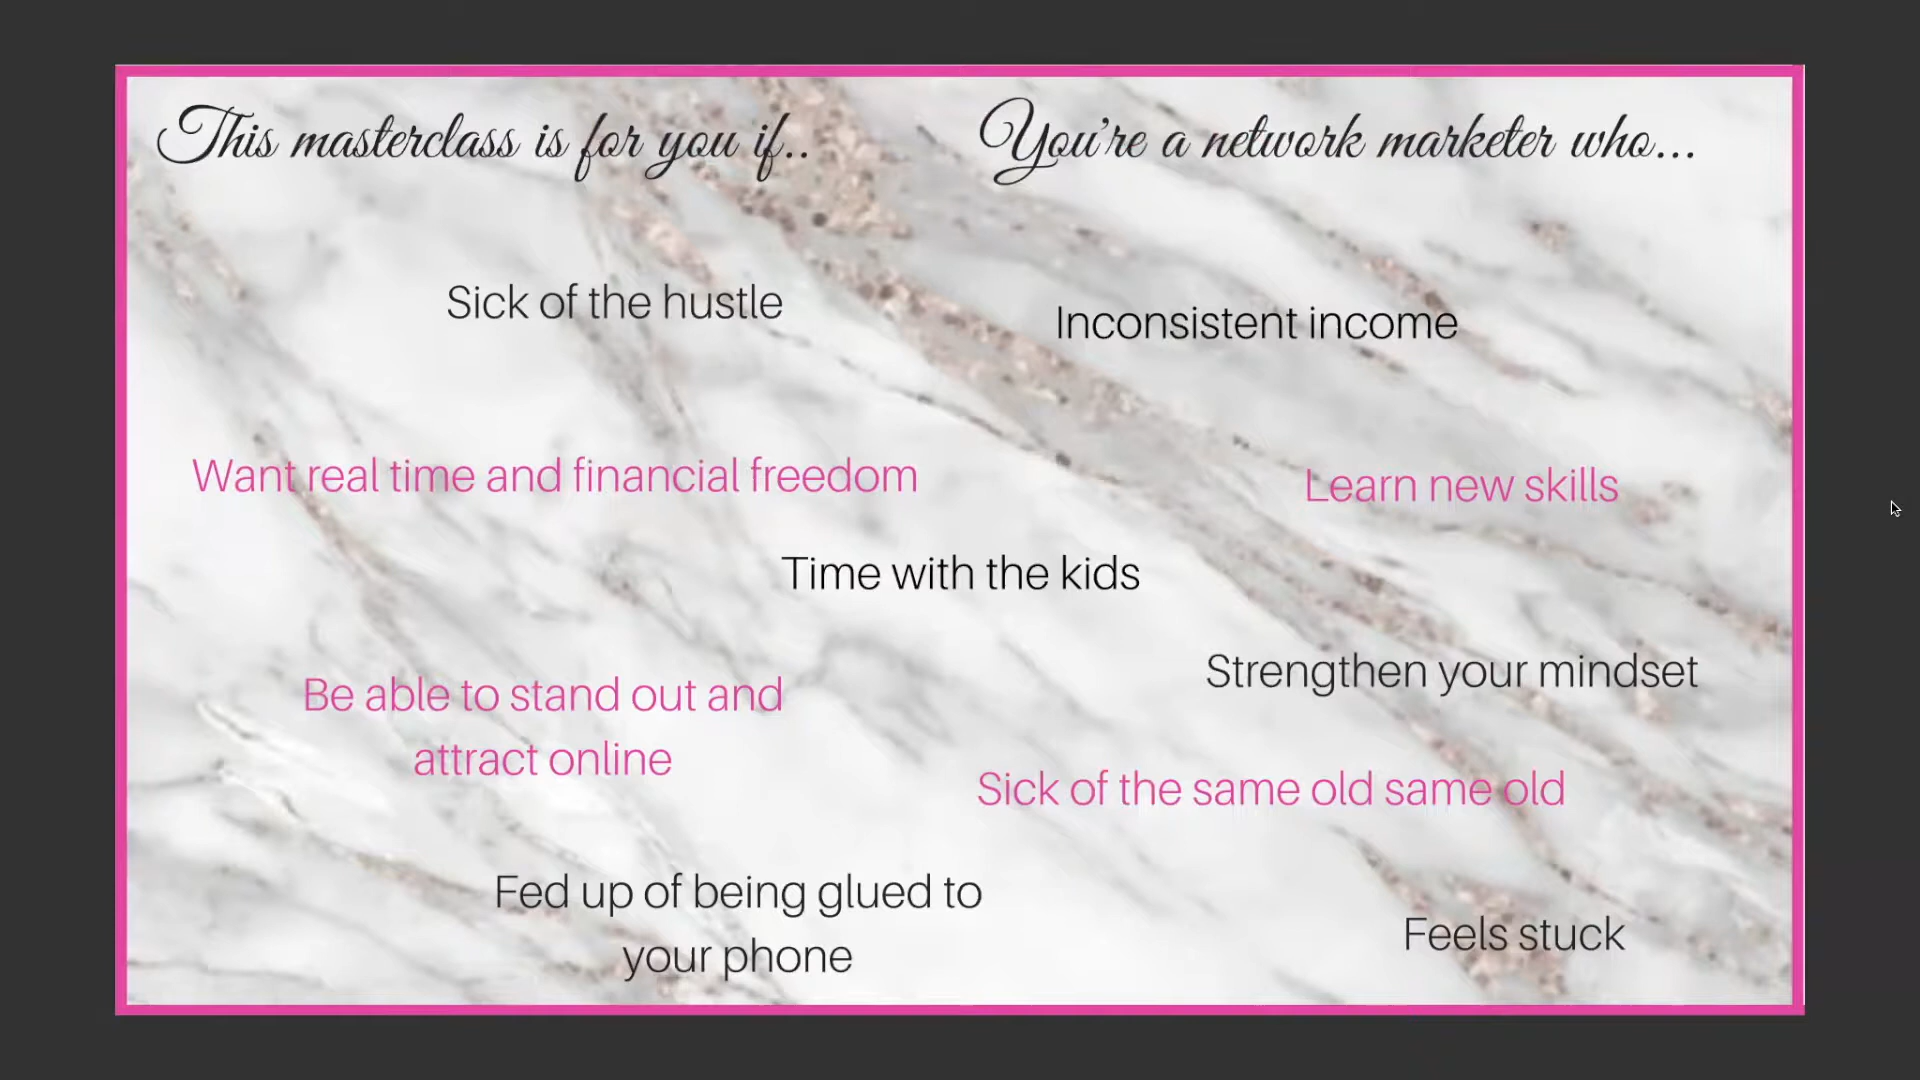 This masterclass is for you if..
You're a network marketer who...
Sick of the hustle
Inconsistent income
Want real time and financial freedom
Learn new skills
Time with the kids
Strengthen your mindset
Be able to stand out and
attract online
Sick of the same old same old
Fed up of being glued to
your phone
Feels stuck